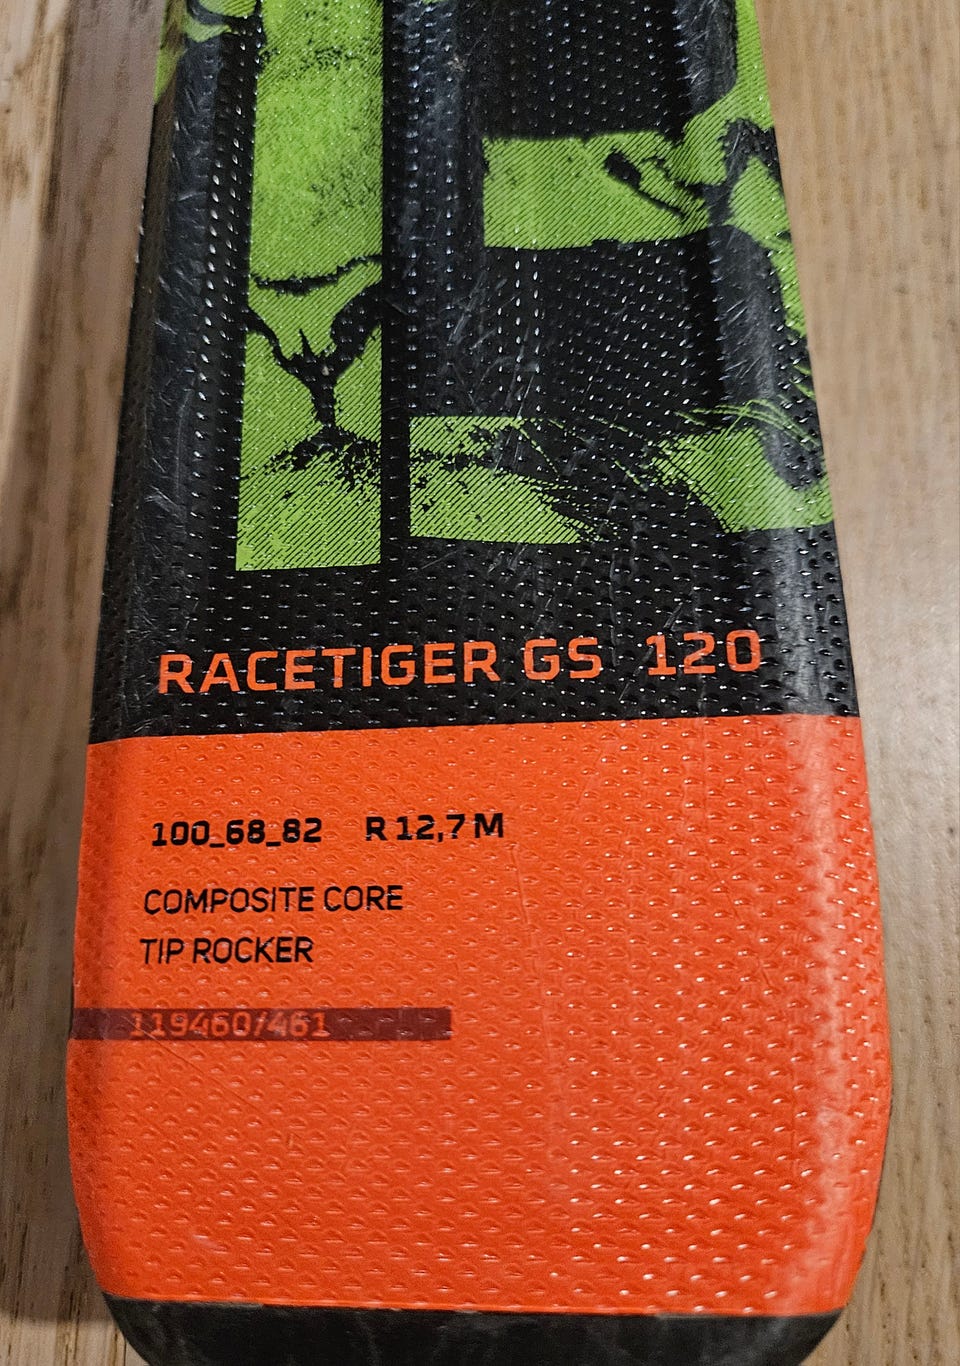 RACETIGER GS 120
100_68_82 R 12,7 M
COMPOSITE CORE
TIP ROCKER
119460/461